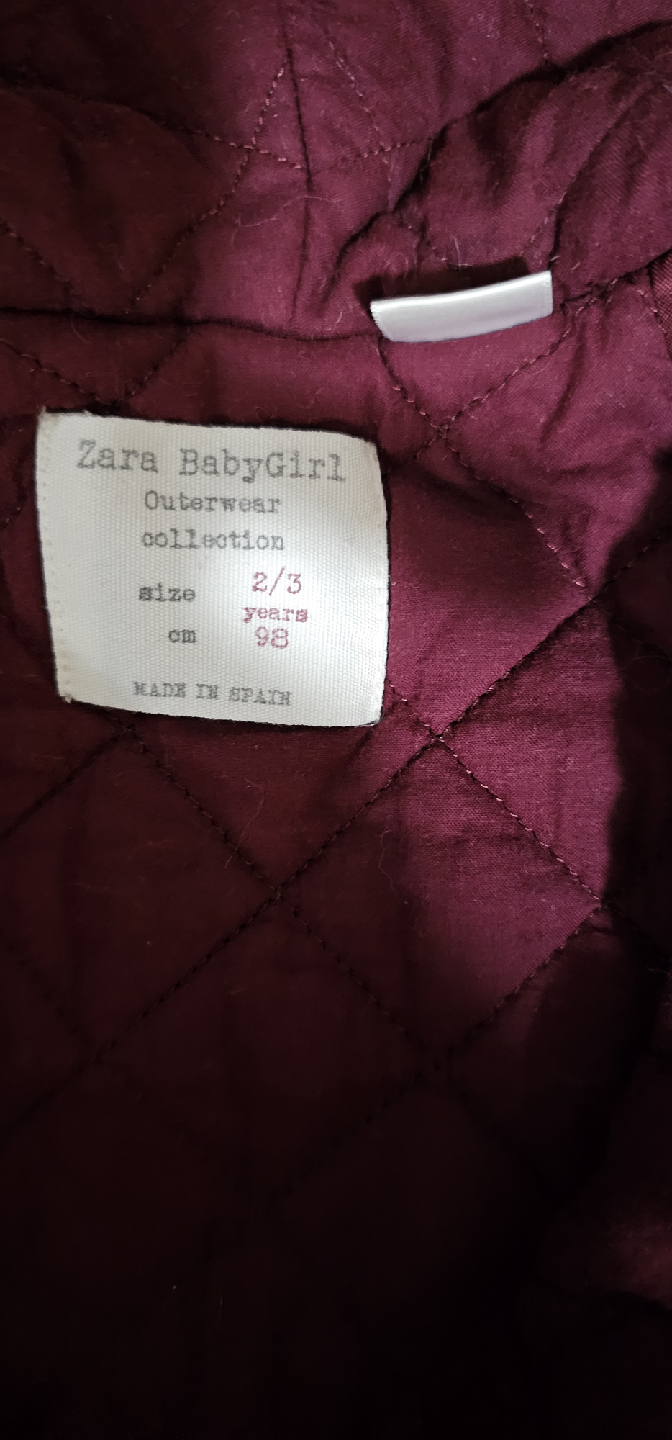 Zara BabyGirl
Outerwear
collection
size 2/3
years
cm 98
MADE IN SPAIN